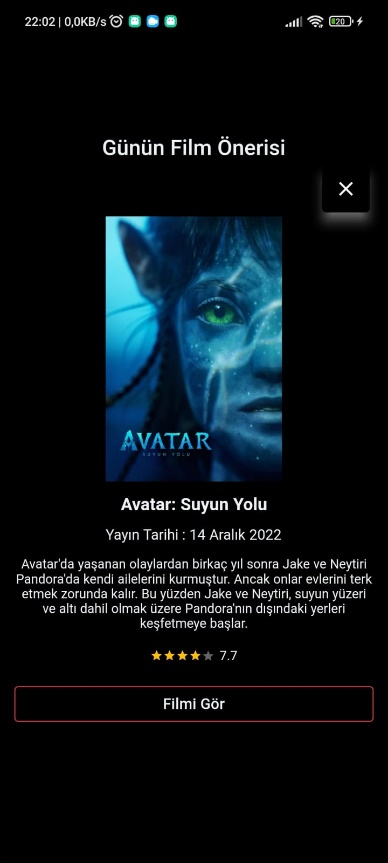 22:02 | 0,0KB/s
20
Günün Film Önerisi
AVATAR
SUYUN YOLU
Avatar: Suyun Yolu
Yayın Tarihi : 14 Aralık 2022
Avatar'da yaşanan olaylardan birkaç yıl sonra Jake ve Neytiri
Pandora'da kendi ailelerini kurmuştur. Ancak onlar evlerini terk
etmek zorunda kalır. Bu yüzden Jake ve Neytiri, suyun yüzeri
ve altı dahil olmak üzere Pandora'nın dışındaki yerleri
keşfetmeye başlar.
7.7
Filmi Gör